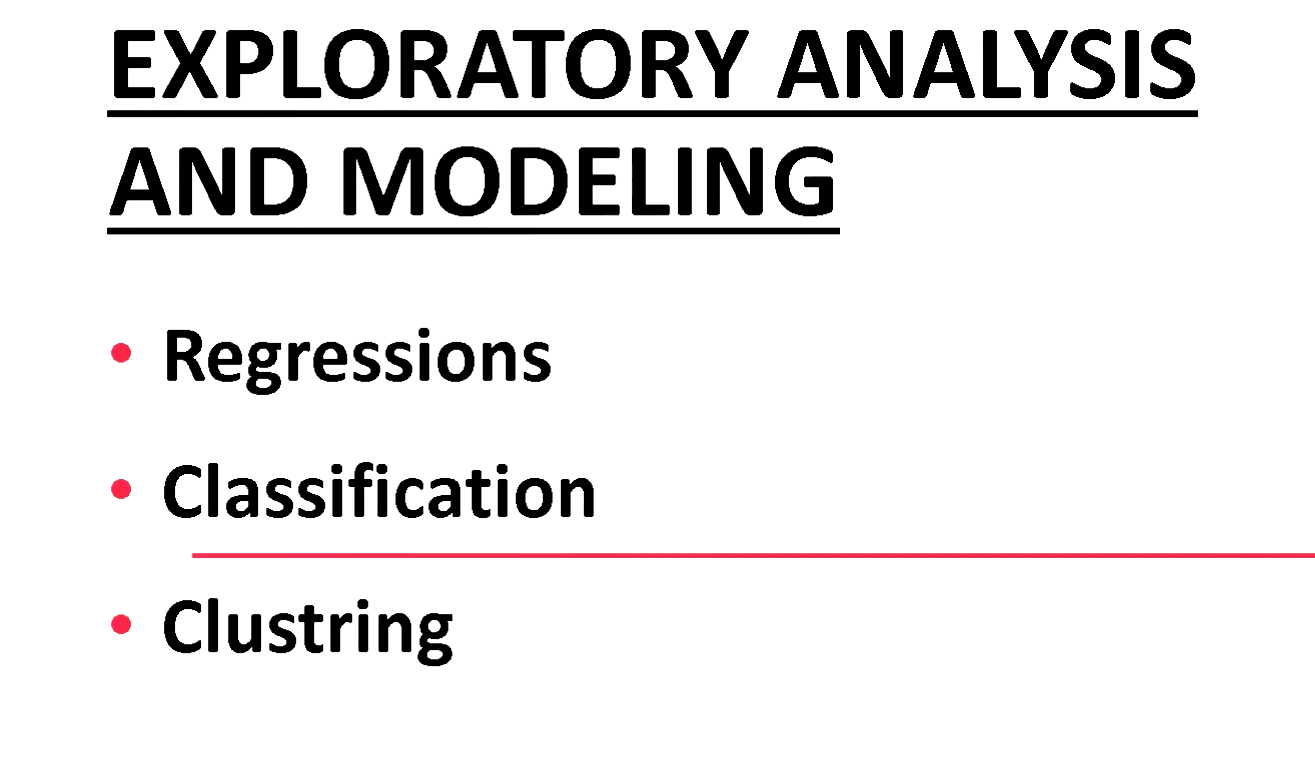 EXPLORATORY ANALYSIS
AND MODELING
• Regressions
• Classification
• Clustring